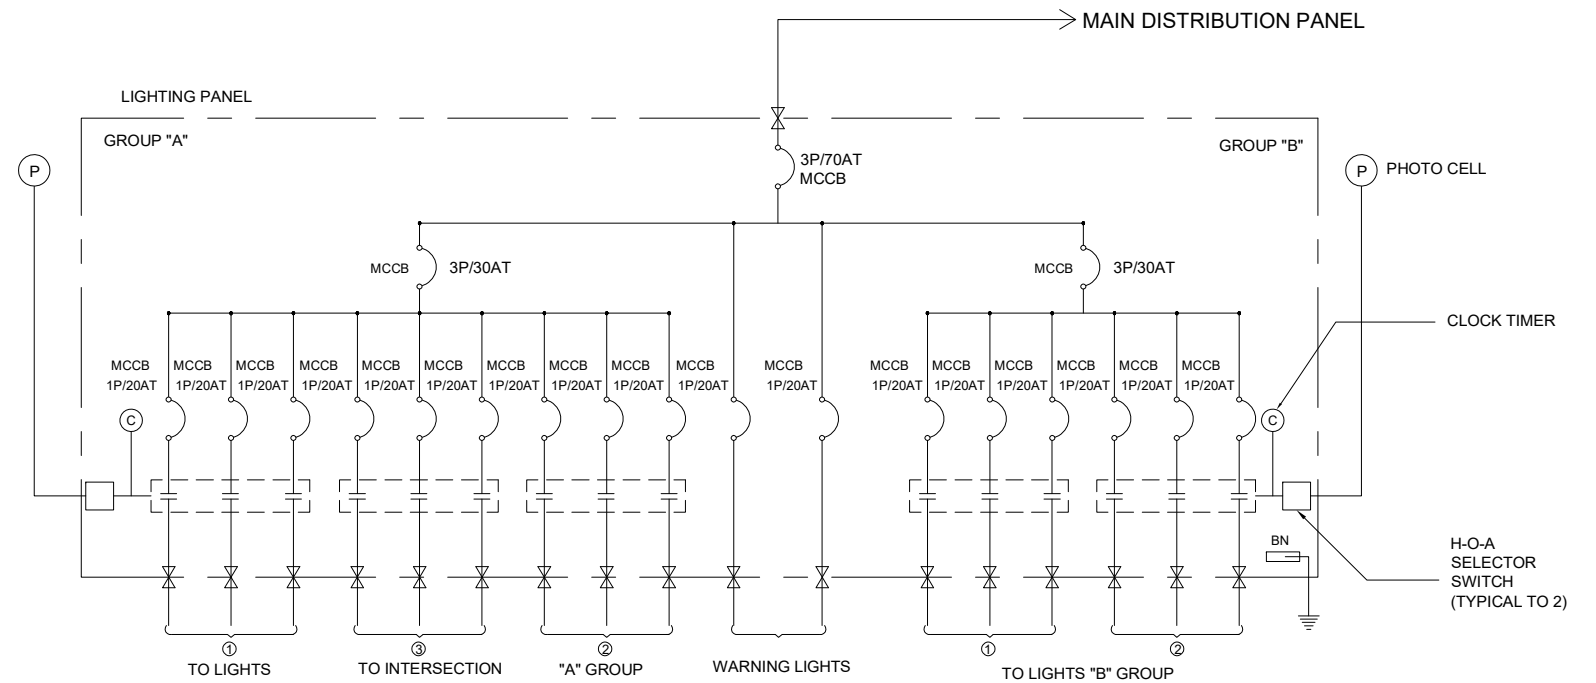 MAIN DISTRIBUTION PANEL
LIGHTING PANEL
GROUP "A"
GROUP "B"
P
3P/70AT
MCCB
P
PHOTO CELL
MCCB
3P/30AT
MCCB
3P/30AT
CLOCK TIMER
MCCB
1P/20AT
MCCB
1P/20AT
MCCB
1P/20AT
MCCB
1P/20AT
MCCB
1P/20AT
MCCB
1P/20AT
MCCB
1P/20AT
MCCB
1P/20AT
MCCB
1P/20AT
MCCB
1P/20AT
MCCB
1P/20AT
MCCB
1P/20AT
MCCB
1P/20AT
MCCB
1P/20AT
MCCB
1P/20AT
MCCB
1P/20AT
MCCB
1P/20AT
C
C
BN
H-O-A
SELECTOR
SWITCH
(TYPICAL TO 2)
①
TO LIGHTS
③
TO INTERSECTION
②
"A" GROUP
WARNING LIGHTS
①
②
TO LIGHTS "B" GROUP